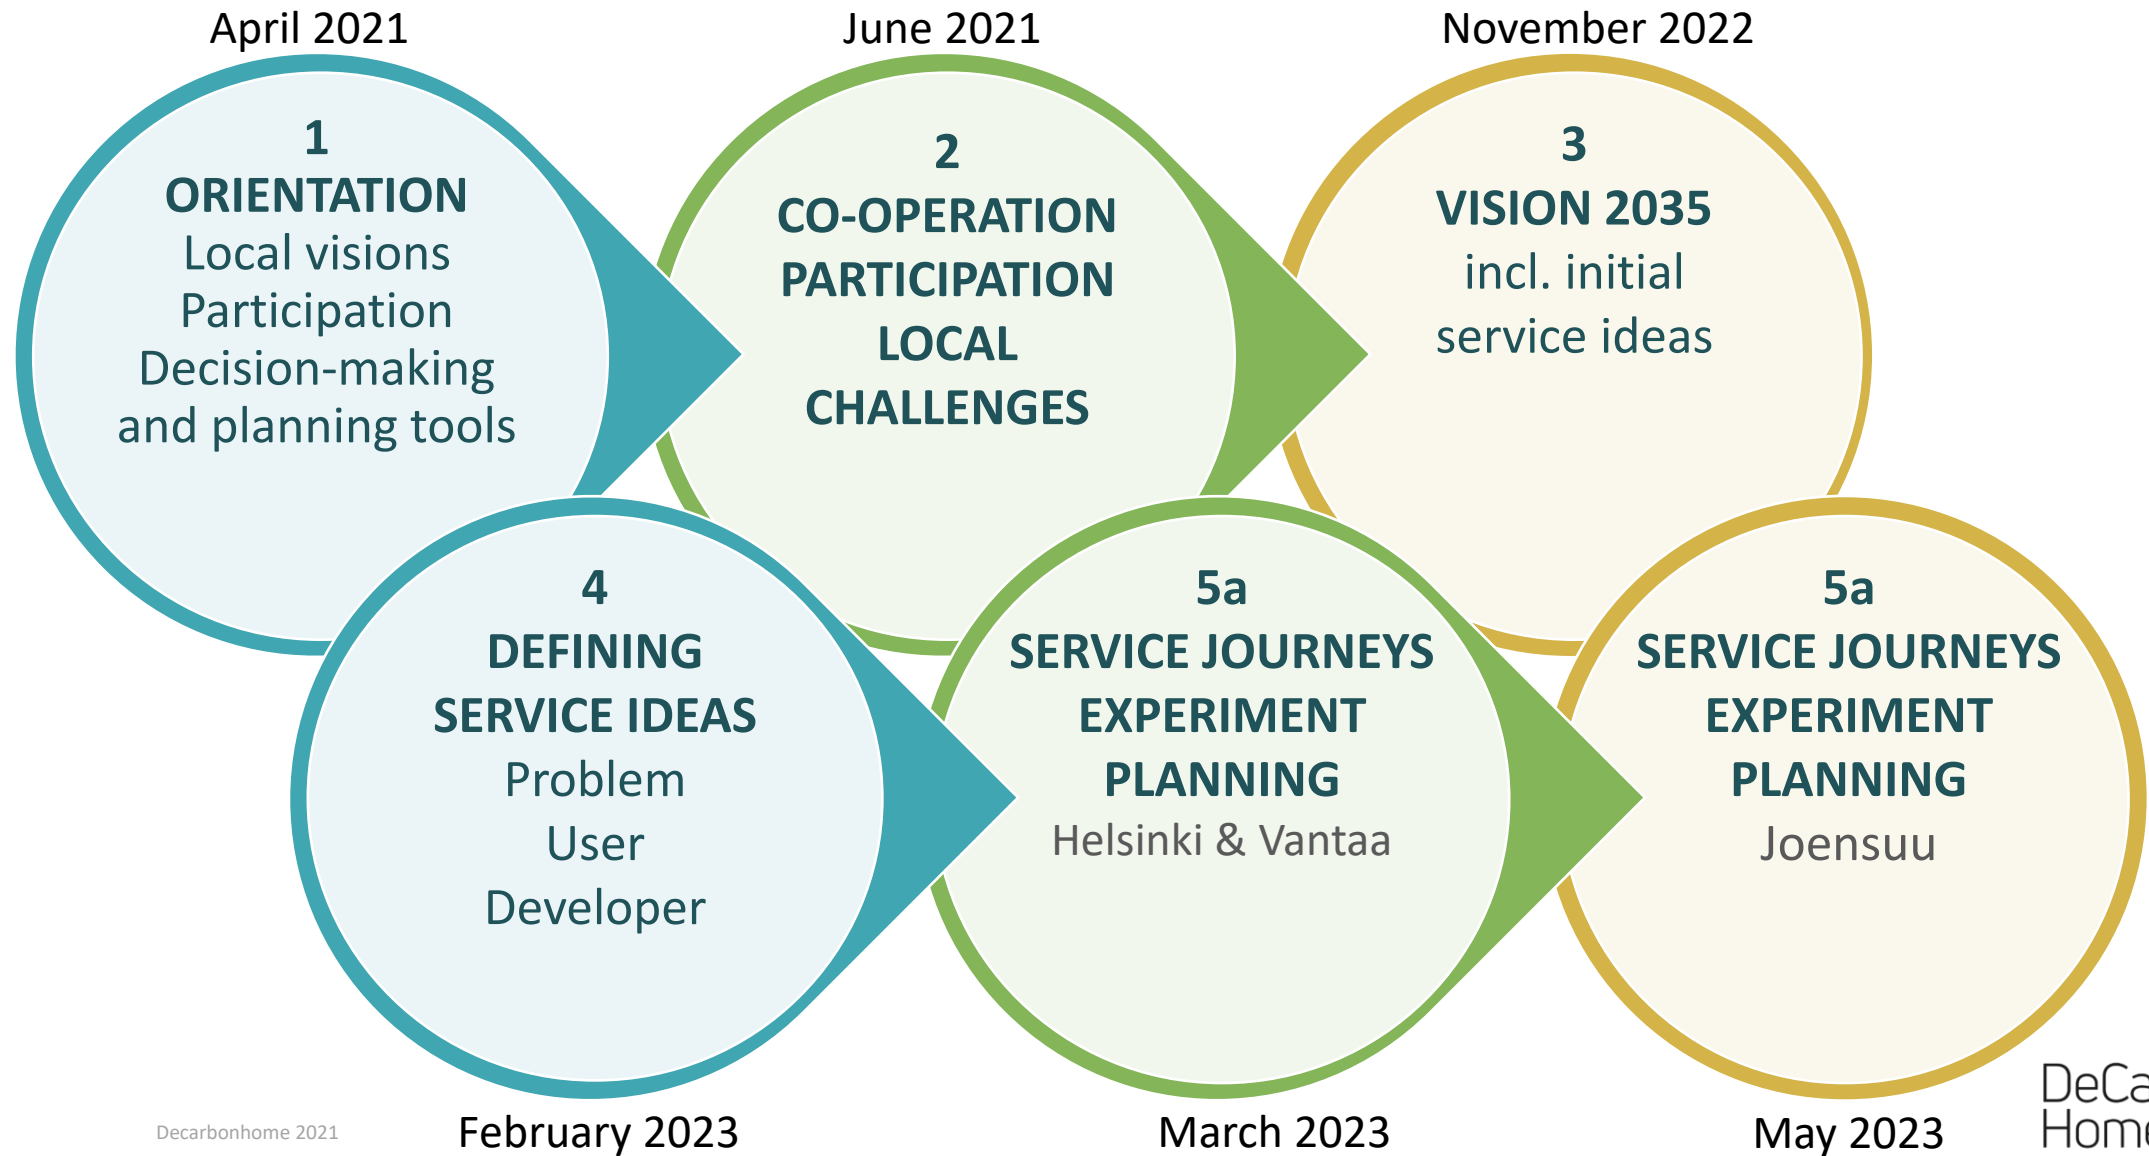 April 2021
June 2021
November 2022
1
ORIENTATION
Local visions
Participation
Decision-making
and planning tools
2
CO-OPERATION
PARTICIPATION
LOCAL
CHALLENGES
3
VISION 2035
incl. initial
service ideas
4
DEFINING
SERVICE IDEAS
Problem
User
Developer
5a
SERVICE JOURNEYS
EXPERIMENT
PLANNING
Helsinki & Vantaa
5a
SERVICE JOURNEYS
EXPERIMENT
PLANNING
Joensuu
Decarbonhome 2021
February 2023
March 2023
May 2023